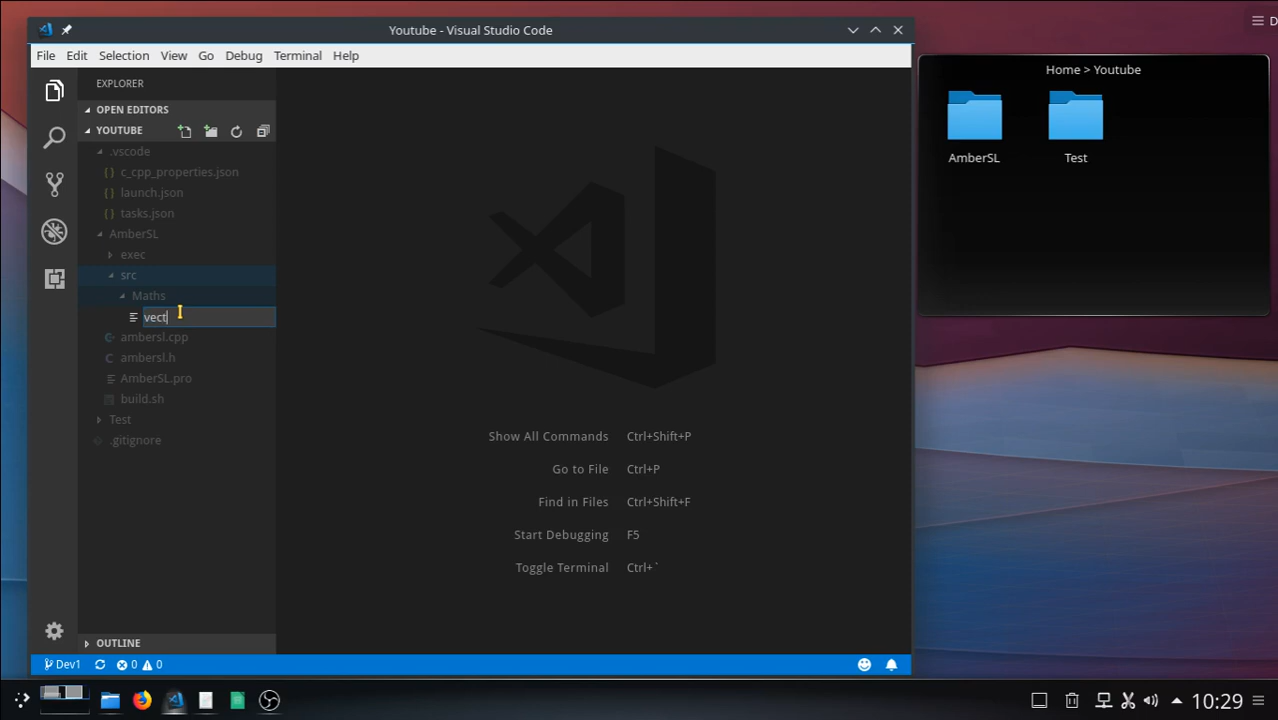 Youtube - Visual Studio Code
File Edit Selection View Go Debug Terminal Help
EXPLORER
OPEN EDITORS
YOUTUBE
.vscode
{ } c_cpp_properties.json
{ } launch.json
{ } tasks.json
AmberSL
exec
src
Maths
vect
C+ ambersl.cpp
C ambersl.h
AmberSL.pro
build.sh
Test
.gitignore
OUTLINE
Show All Commands Ctrl+Shift+P
Go to File Ctrl+P
Find in Files Ctrl+Shift+F
Start Debugging F5
Toggle Terminal Ctrl+`
Dev1 0 0
D
Home > Youtube
AmberSL Test
10:29